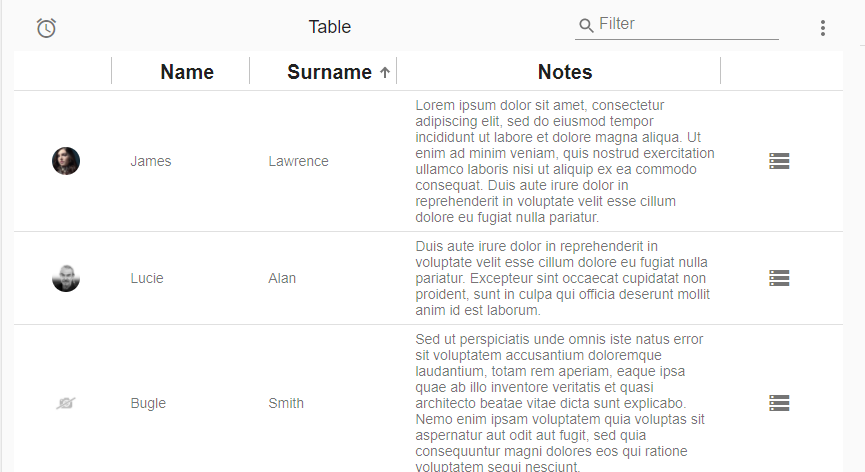 Table
Filter
Name Surname Notes
Lorem ipsum dolor sit amet, consectetur
adipiscing elit, sed do eiusmod tempor
incididunt ut labore et dolore magna aliqua. Ut
enim ad minim veniam, quis nostrud exercitation
James Lawrence
ullamco laboris nisi ut aliquip ex ea commodo
consequat. Duis aute irure dolor in
reprehenderit in voluptate velit esse cillum
dolore eu fugiat nulla pariatur.
Duis aute irure dolor in reprehenderit in
voluptate velit esse cillum dolore eu fugiat nulla
Lucie Alan
pariatur. Excepteur sint occaecat cupidatat non
proident, sunt in culpa qui officia deserunt mollit
anim id est laborum.
Sed ut perspiciatis unde omnis iste natus error
sit voluptatem accusantium doloremque
laudantium, totam rem aperiam, eaque ipsa
quae ab illo inventore veritatis et quasi
Bugle Smith
architecto beatae vitae dicta sunt explicabo.
Nemo enim ipsam voluptatem quia voluptas sit
aspernatur aut odit aut fugit, sed quia
consequuntur magni dolores eos qui ratione
voluptatem sequi nesciunt.